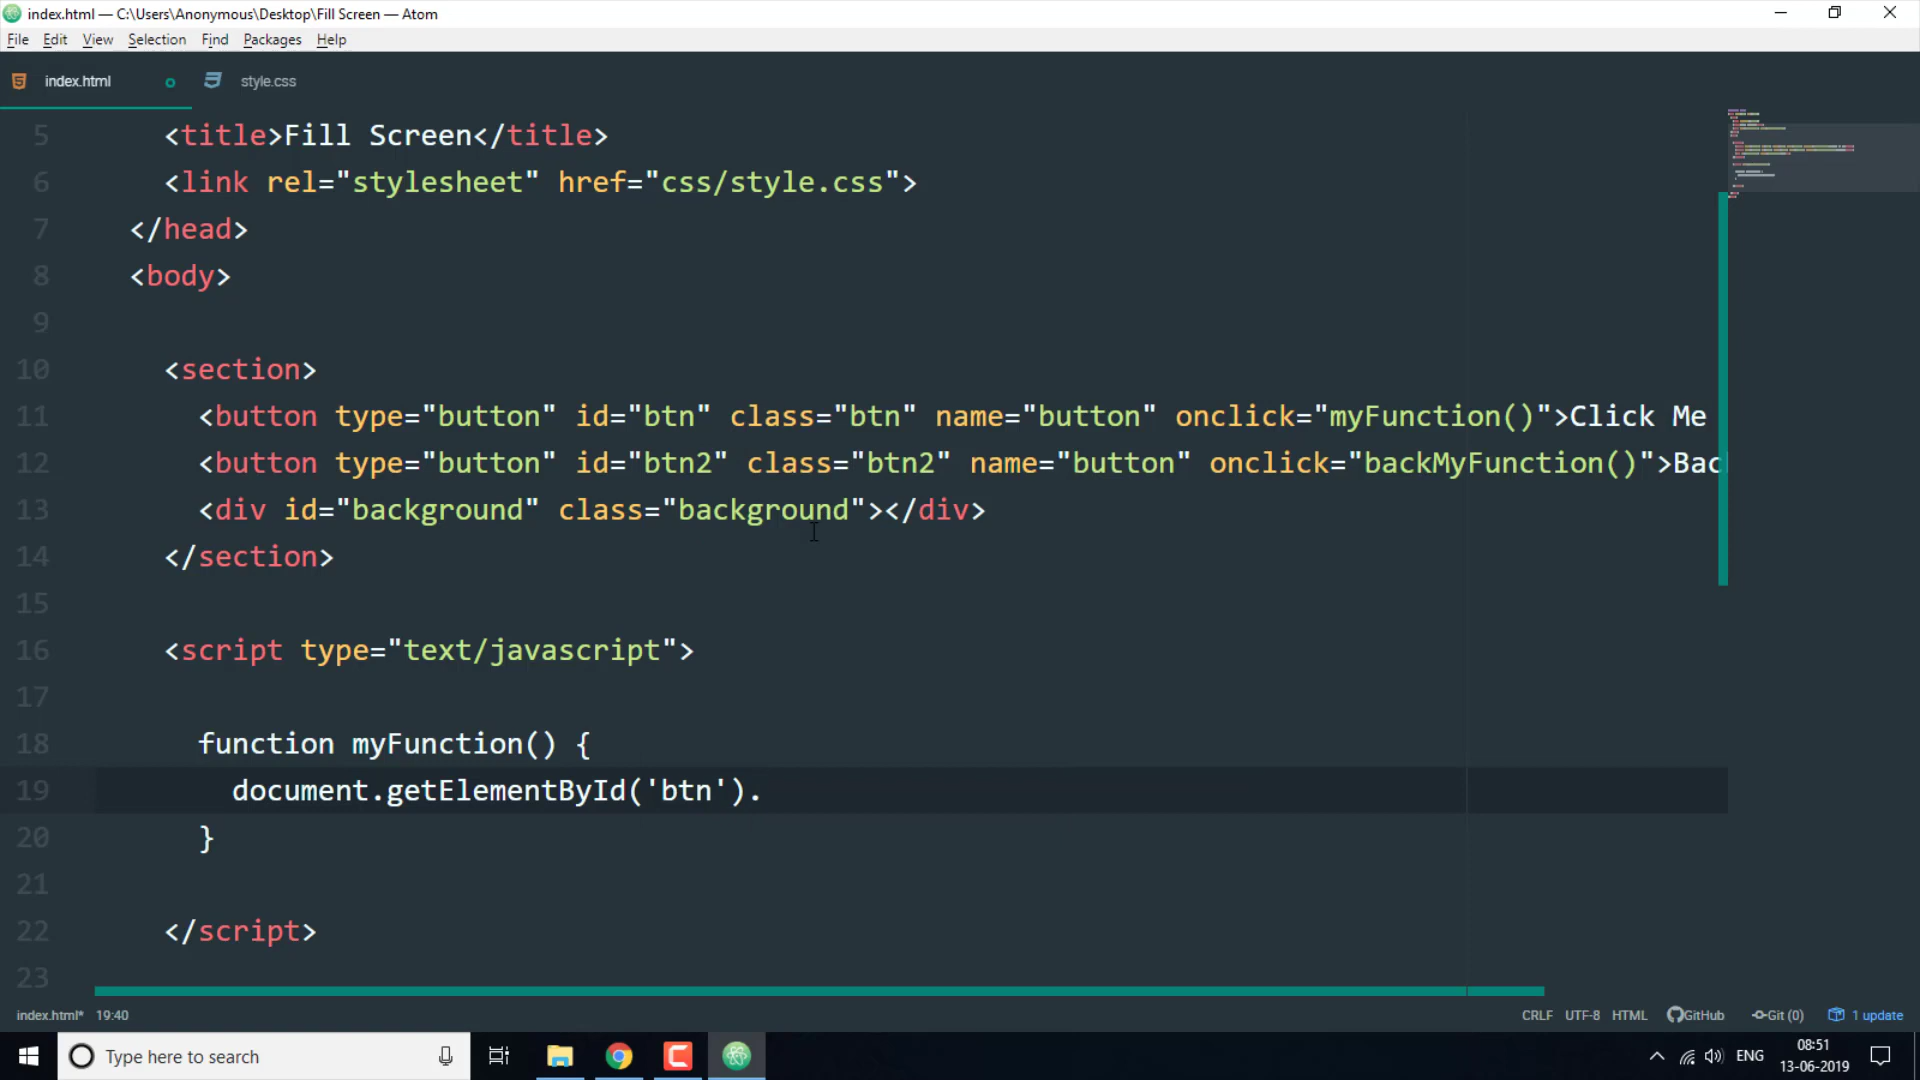 index.html — C:\Users\Anonymous\Desktop\Fill Screen — Atom
File Edit View Selection Find Packages Help
index.html style.css
5 <title>Fill Screen</title>
6 <link rel="stylesheet" href="css/style.css">
7 </head>
8 <body>
9
10 <section>
11 <button type="button" id="btn" class="btn" name="button" onclick="myFunction()">Click Me
12 <button type="button" id="btn2" class="btn2" name="button" onclick="backMyFunction()">Bac
13 <div id="background" class="background"></div>
14 </section>
15
16 <script type="text/javascript">
17
18 function myFunction() {
19 document.getElementById('btn').
20 }
21
22 </script>
23
index.html* 19:40 CRLF UTF-8 HTML GitHub Git (0) 1 update
Type here to search ENG 08:51
13-06-2019